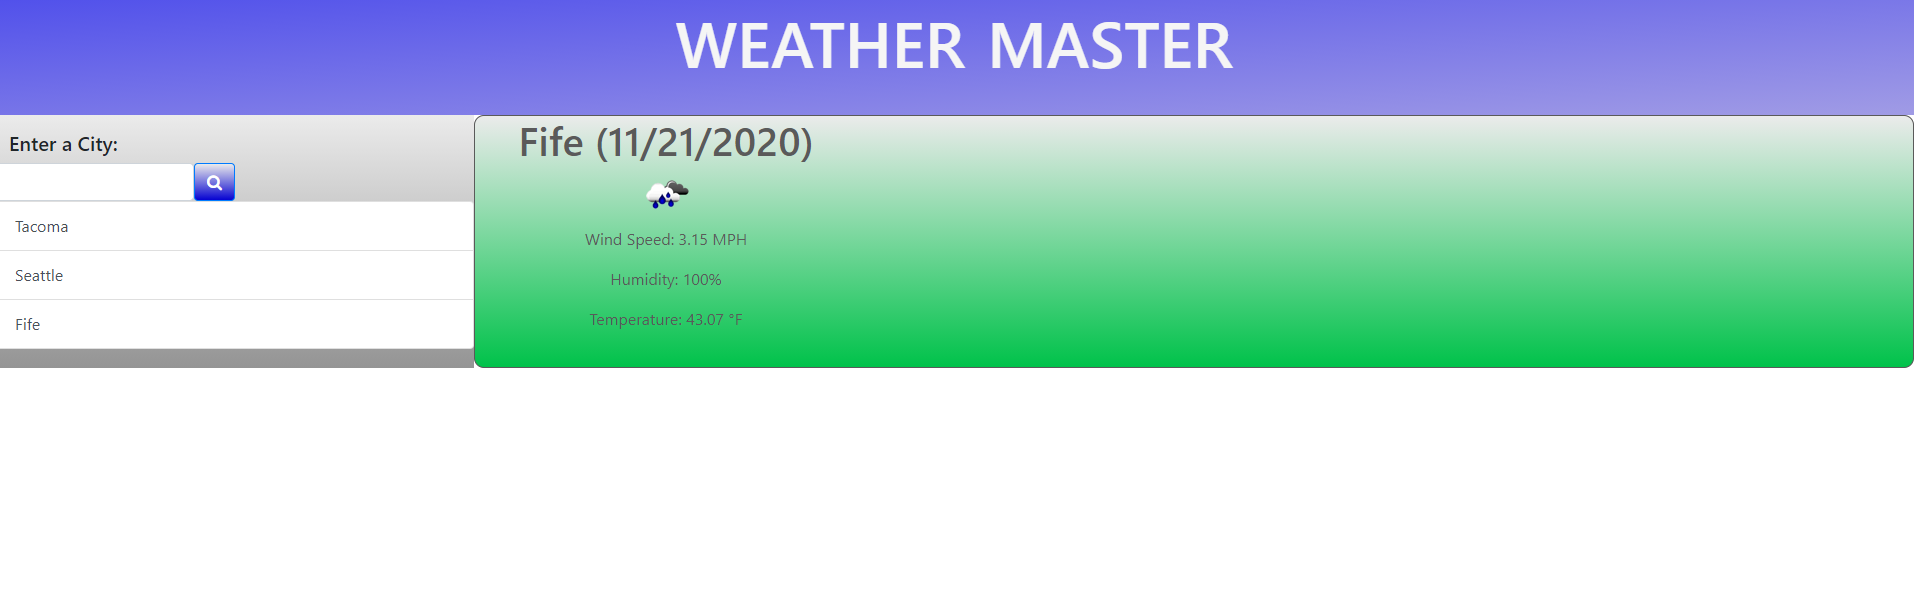 WEATHER MASTER
Enter a City:
Tacoma
Seattle
Fife
Fife (11/21/2020)
Wind Speed: 3.15 MPH
Humidity: 100%
Temperature: 43.07 °F